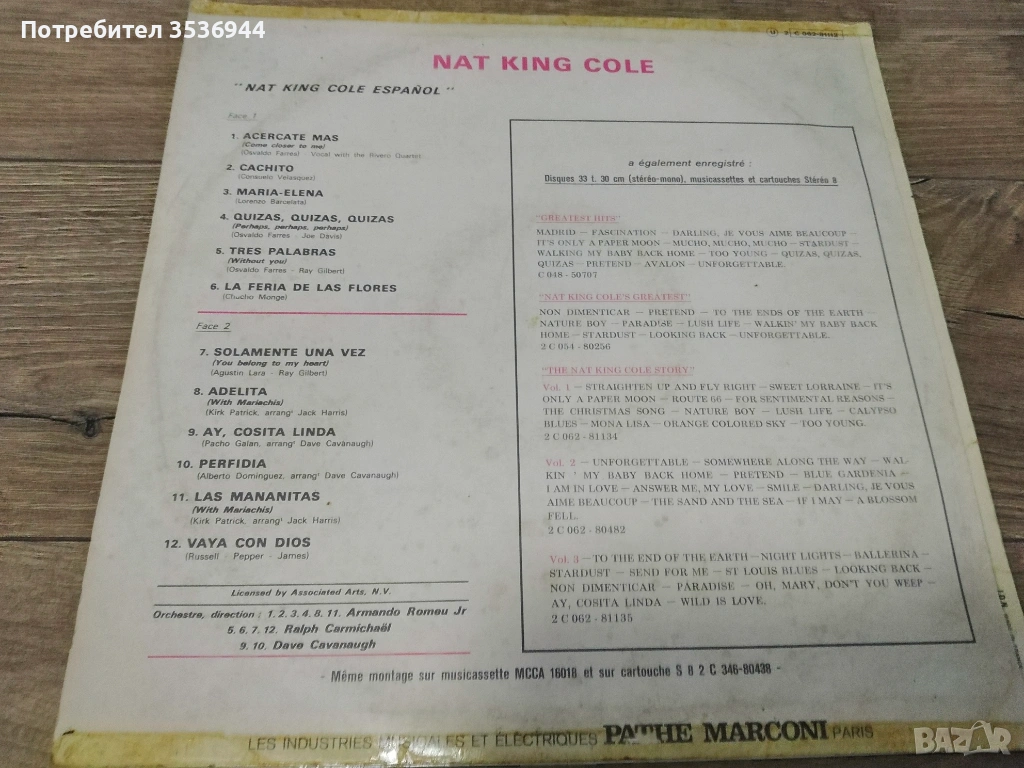 Потребител 3536944
NAT KING COLE
"NAT KING COLE ESPAÑOL"
Face 1
1. ACERCATE MAS
(Come closer to me)
(Osvaldo Farres) - Vocal with the Rivero Quartet
2. CACHITO
(Consuelo Velasquez)
3. MARIA-ELENA
(Lorenzo Barcelata)
4. QUIZAS, QUIZAS, QUIZAS
(Perhaps, perhaps, perhaps)
(Osvaldo Farres - Joe Davis)
5. TRES PALABRAS
(Without you)
(Osvaldo Farres - Ray Gilbert)
6. LA FERIA DE LAS FLORES
(Chucho Monge)
Face 2
7. SOLAMENTE UNA VEZ
(You belong to my heart)
(Agustin Lara - Ray Gilbert)
8. ADELITA
(With Mariachis)
(Kirk Patrick, arrangt Jack Harris)
9. AY, COSITA LINDA
(Pacho Galan, arrangt Dave Cavanaugh)
10. PERFIDIA
(Alberto Dominguez, arrangt Dave Cavanaugh)
11. LAS MANANITAS
(With Mariachis)
(Kirk Patrick, arrangt Jack Harris)
12. VAYA CON DIOS
(Russell - Pepper - James)
Licensed by Associated Arts, N.V.
Orchestre, direction : 1. 2. 3. 4. 8. 11. Armando Romeu Jr
5. 6. 7. 12. Ralph Carmichaël
9. 10. Dave Cavanaugh
a également enregistré :
Disques 33 t. 30 cm (stéréo-mono), musicassettes et cartouches Stéréo 8
"GREATEST HITS"
MADRID – FASCINATION – DARLING, JE VOUS AIME BEAUCOUP –
IT'S ONLY A PAPER MOON – MUCHO, MUCHO, MUCHO – STARDUST –
WALKING MY BABY BACK HOME – TOO YOUNG – QUIZAS, QUIZAS,
QUIZAS – PRETEND – AVALON – UNFORGETTABLE.
C 048 - 50707
"NAT KING COLE'S GREATEST"
NON DIMENTICAR – PRETEND – TO THE ENDS OF THE EARTH –
NATURE BOY – PARADISE – LUSH LIFE – WALKIN' MY BABY BACK
HOME – STARDUST – LOOKING BACK – UNFORGETTABLE.
2 C 054 - 80256
"THE NAT KING COLE STORY"
Vol. 1 – STRAIGHTEN UP AND FLY RIGHT – SWEET LORRAINE – IT'S
ONLY A PAPER MOON – ROUTE 66 – FOR SENTIMENTAL REASONS –
THE CHRISTMAS SONG – NATURE BOY – LUSH LIFE – CALYPSO
BLUES – MONA LISA – ORANGE COLORED SKY – TOO YOUNG.
2 C 062 - 81134
Vol. 2 – UNFORGETTABLE – SOMEWHERE ALONG THE WAY – WAL
KIN ' MY BABY BACK HOME – PRETEND – BLUE GARDENIA –
I AM IN LOVE – ANSWER ME, MY LOVE – SMILE – DARLING, JE VOUS
AIME BEAUCOUP – THE SAND AND THE SEA – IF I MAY – A BLOSSOM
FELL.
2 C 062 - 80482
Vol. 3 – TO THE END OF THE EARTH – NIGHT LIGHTS – BALLERINA –
STARDUST – SEND FOR ME – ST LOUIS BLUES – LOOKING BACK –
NON DIMENTICAR – PARADISE – OH, MARY, DON'T YOU WEEP –
AY, COSITA LINDA – WILD IS LOVE.
2 C 062 - 81135
- Même montage sur musicassette MCCA 16018 et sur cartouche S 8 2 C 346-80438 -
LES INDUSTRIES MUSICALES ET ÉLECTRIQUES PATHE MARCONI PARIS
BAZAR